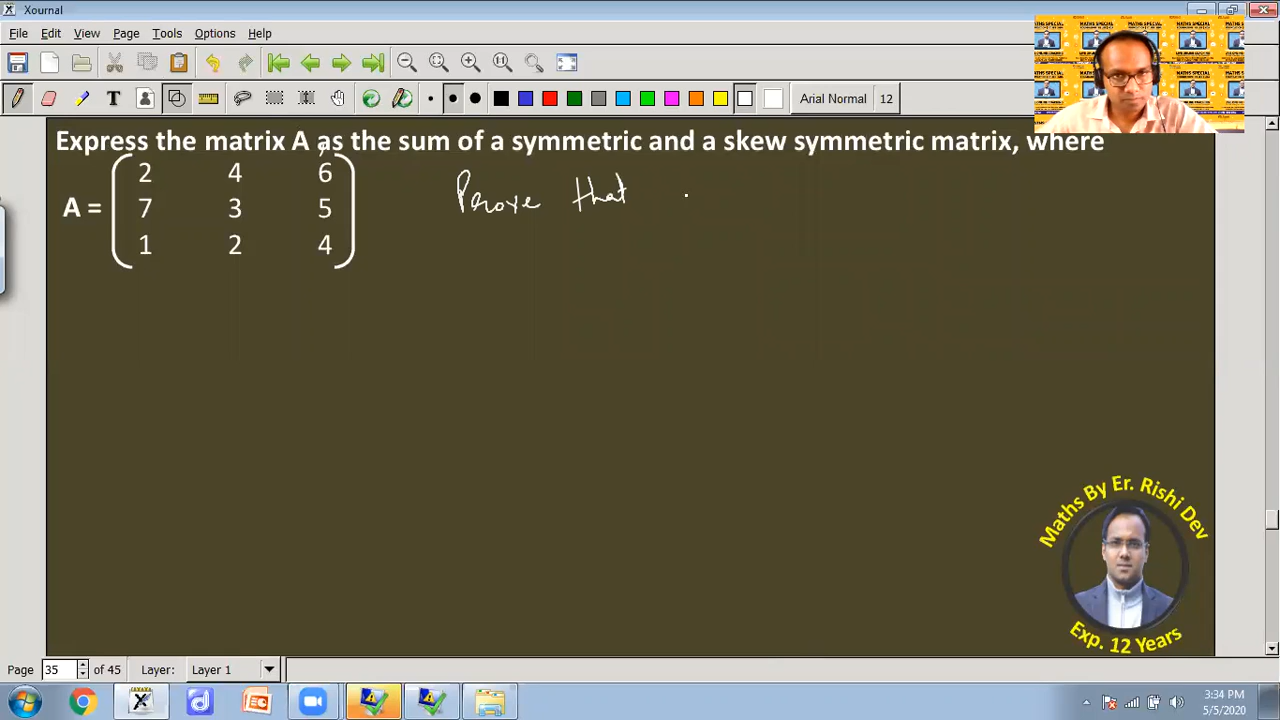 Xournal
File Edit View Page Tools Options Help
Arial Normal 12
Express the matrix A as the sum of a symmetric and a skew symmetric matrix, where
A =
2 4 6
7 3 5
1 2 4
Prove that
Maths By Er. Rishi Dev
Exp. 12 Years
Page 35 of 45 Layer: Layer 1
3:34 PM
5/5/2020